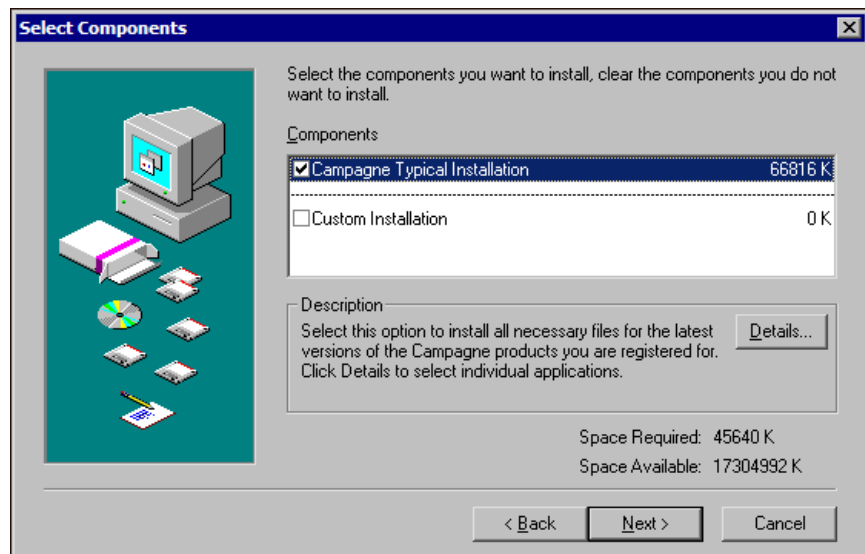 Select Components
Select the components you want to install, clear the components you do not
want to install.
Components
Campagne Typical Installation 66816 K
Custom Installation 0 K
Description
Select this option to install all necessary files for the latest
versions of the Campagne products you are registered for.
Click Details to select individual applications.
Details...
Space Required: 45640 K
Space Available: 17304992 K
< Back
Next >
Cancel